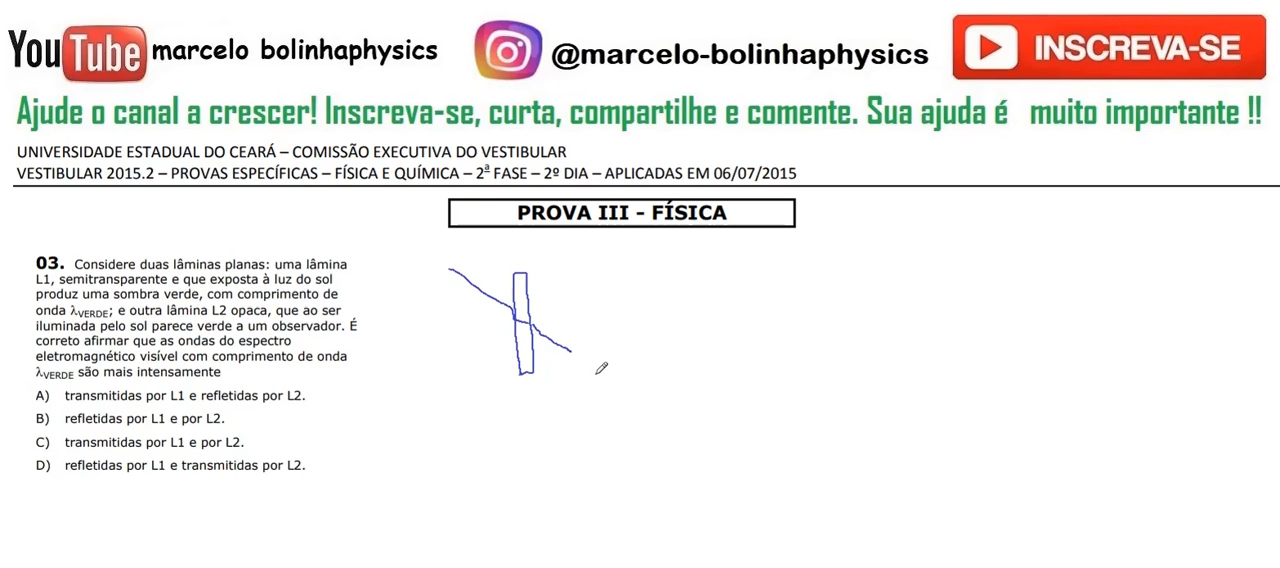 YouTube marcelo bolinhaphysics @marcelo-bolinhaphysics INSCREVA-SE
Ajude o canal a crescer! Inscreva-se, curta, compartilhe e comente. Sua ajuda é muito importante !!
UNIVERSIDADE ESTADUAL DO CEARÁ – COMISSÃO EXECUTIVA DO VESTIBULAR
VESTIBULAR 2015.2 – PROVAS ESPECÍFICAS – FÍSICA E QUÍMICA – 2ª FASE – 2º DIA – APLICADAS EM 06/07/2015
PROVA III - FÍSICA
03. Considere duas lâminas planas: uma lâmina
L1, semitransparente e que exposta à luz do sol
produz uma sombra verde, com comprimento de
onda λVERDE; e outra lâmina L2 opaca, que ao ser
iluminada pelo sol parece verde a um observador. É
correto afirmar que as ondas do espectro
eletromagnético visível com comprimento de onda
λVERDE são mais intensamente
A) transmitidas por L1 e refletidas por L2.
B) refletidas por L1 e por L2.
C) transmitidas por L1 e por L2.
D) refletidas por L1 e transmitidas por L2.